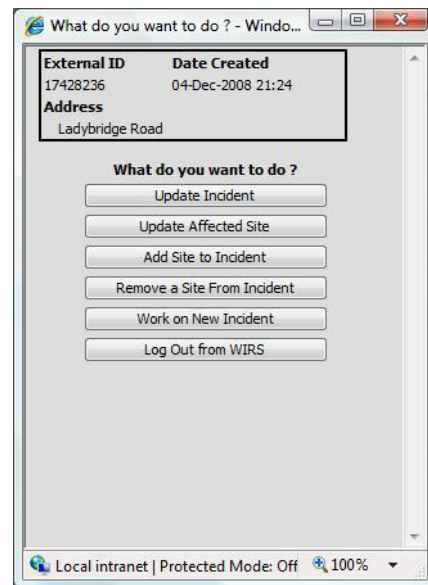 What do you want to do ? - Windo...
External ID Date Created
17428236 04-Dec-2008 21:24
Address
Ladybridge Road
What do you want to do ?
Update Incident
Update Affected Site
Add Site to Incident
Remove a Site From Incident
Work on New Incident
Log Out from WIRS
Local intranet | Protected Mode: Off 100%